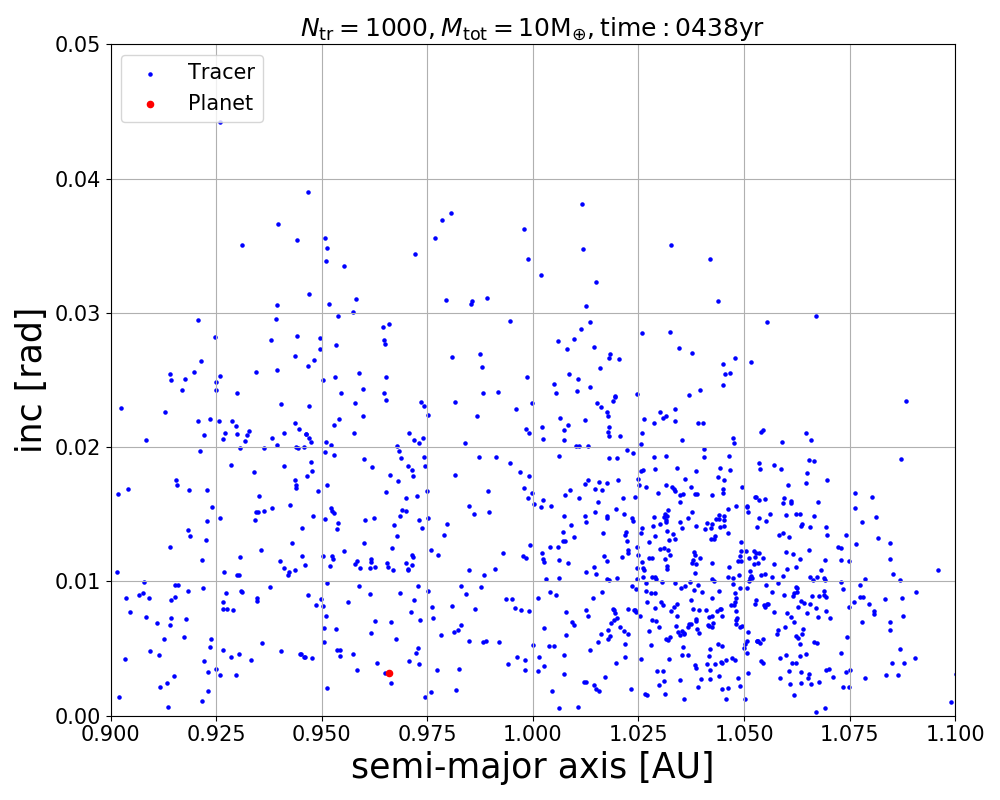 N_tr = 1000, M_tot = 10M_⊕, time : 0438yr
0.05
Tracer
Planet
0.04
0.03
inc [rad]
0.02
0.01
0.00
0.900 0.925 0.950 0.975 1.000 1.025 1.050 1.075 1.100
semi-major axis [AU]